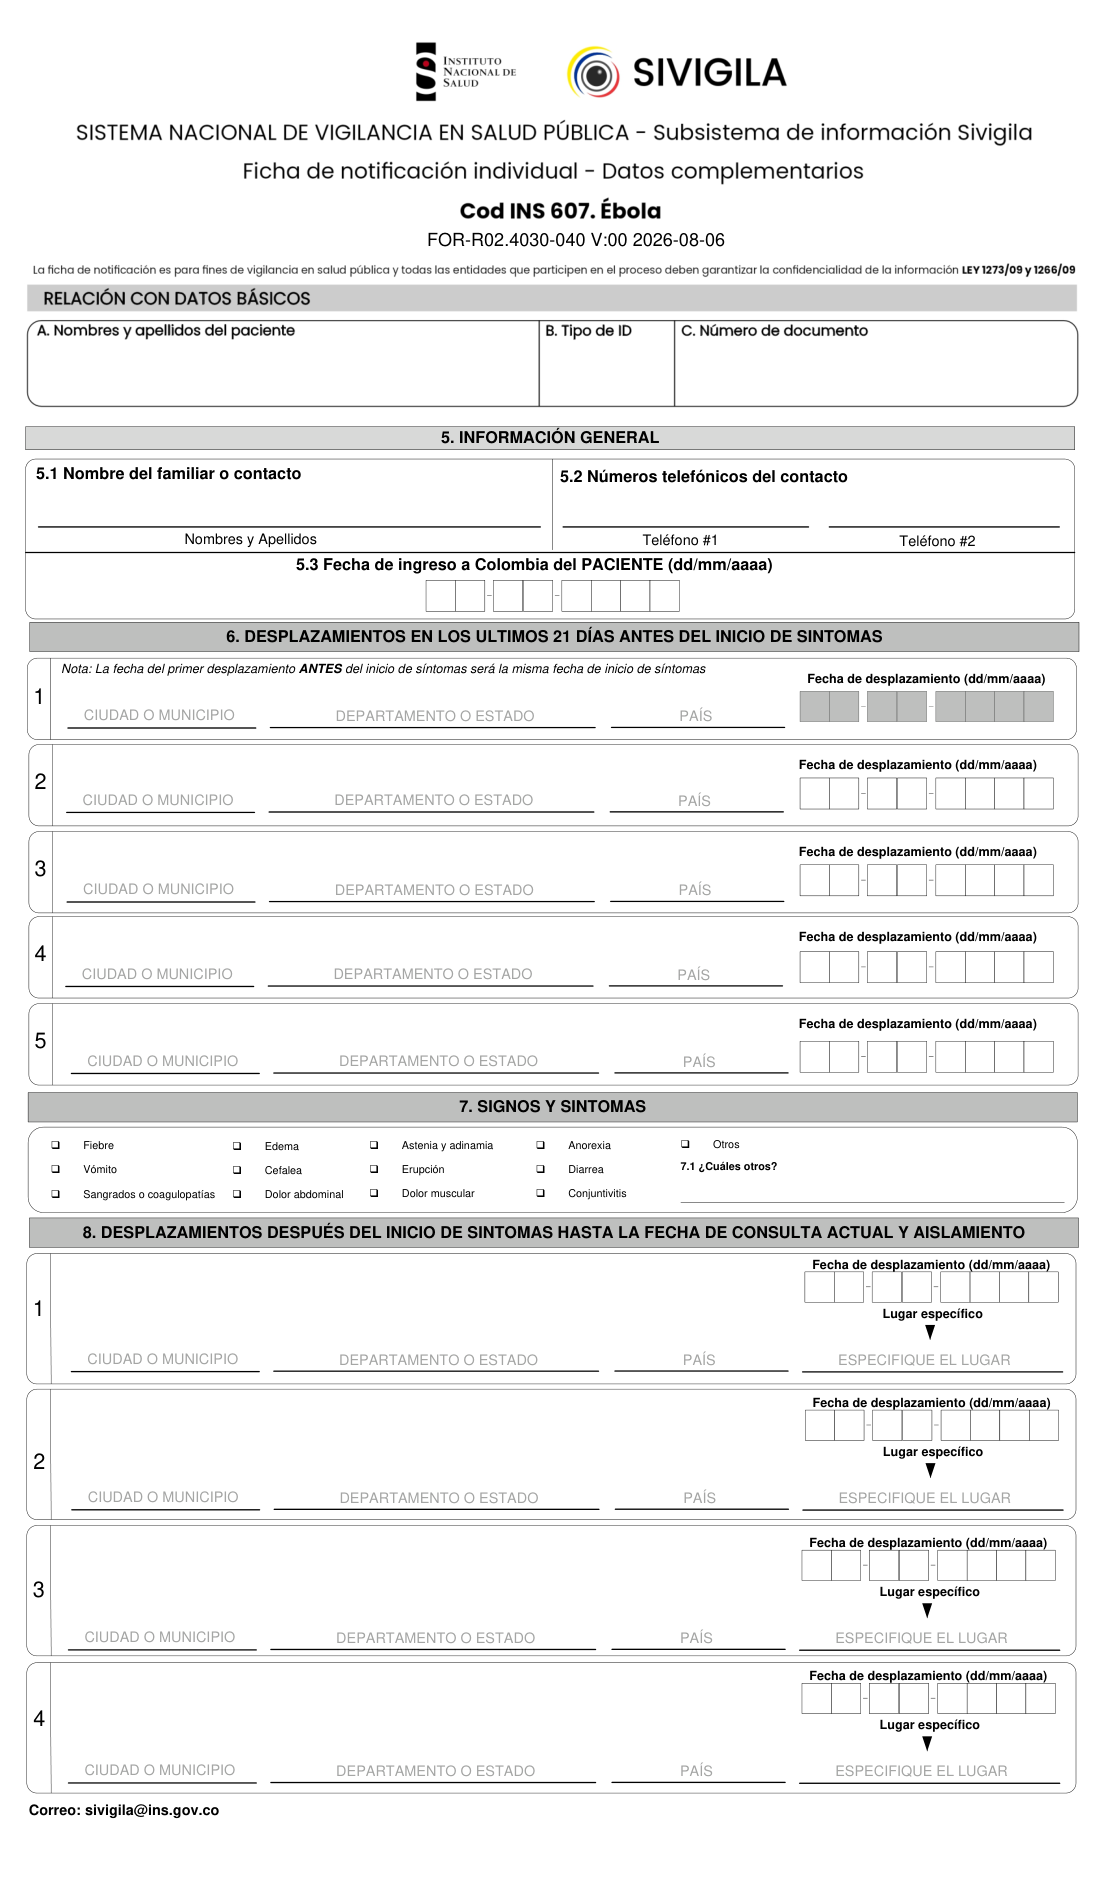 INSTITUTO
NACIONAL DE
SALUD
SIVIGILA
SISTEMA NACIONAL DE VIGILANCIA EN SALUD PÚBLICA - Subsistema de información Sivigila
Ficha de notificación individual - Datos complementarios
Cod INS 607. Ébola
FOR-R02.4030-040 V:00 2026-08-06
La ficha de notificación es para fines de vigilancia en salud pública y todas las entidades que participen en el proceso deben garantizar la confidencialidad de la información LEY 1273/09 y 1266/09
RELACIÓN CON DATOS BÁSICOS
A. Nombres y apellidos del paciente B. Tipo de ID C. Número de documento
5. INFORMACIÓN GENERAL
5.1 Nombre del familiar o contacto 5.2 Números telefónicos del contacto
Nombres y Apellidos Teléfono #1 Teléfono #2
5.3 Fecha de ingreso a Colombia del PACIENTE (dd/mm/aaaa)
6. DESPLAZAMIENTOS EN LOS ULTIMOS 21 DÍAS ANTES DEL INICIO DE SINTOMAS
Nota: La fecha del primer desplazamiento ANTES del inicio de síntomas será la misma fecha de inicio de síntomas
Fecha de desplazamiento (dd/mm/aaaa)
1
CIUDAD O MUNICIPIO DEPARTAMENTO O ESTADO PAÍS
Fecha de desplazamiento (dd/mm/aaaa)
2
CIUDAD O MUNICIPIO DEPARTAMENTO O ESTADO PAÍS
Fecha de desplazamiento (dd/mm/aaaa)
3
CIUDAD O MUNICIPIO DEPARTAMENTO O ESTADO PAÍS
Fecha de desplazamiento (dd/mm/aaaa)
4
CIUDAD O MUNICIPIO DEPARTAMENTO O ESTADO PAÍS
Fecha de desplazamiento (dd/mm/aaaa)
5
CIUDAD O MUNICIPIO DEPARTAMENTO O ESTADO PAÍS
7. SIGNOS Y SINTOMAS
Fiebre Edema Astenia y adinamia Anorexia Otros
Vómito Cefalea Erupción Diarrea 7.1 ¿Cuáles otros?
Sangrados o coagulopatías Dolor abdominal Dolor muscular Conjuntivitis
8. DESPLAZAMIENTOS DESPUÉS DEL INICIO DE SINTOMAS HASTA LA FECHA DE CONSULTA ACTUAL Y AISLAMIENTO
Fecha de desplazamiento (dd/mm/aaaa)
1
Lugar específico
CIUDAD O MUNICIPIO DEPARTAMENTO O ESTADO PAÍS ESPECIFIQUE EL LUGAR
Fecha de desplazamiento (dd/mm/aaaa)
Lugar específico
2
CIUDAD O MUNICIPIO DEPARTAMENTO O ESTADO PAÍS ESPECIFIQUE EL LUGAR
Fecha de desplazamiento (dd/mm/aaaa)
3
Lugar específico
CIUDAD O MUNICIPIO DEPARTAMENTO O ESTADO PAÍS ESPECIFIQUE EL LUGAR
Fecha de desplazamiento (dd/mm/aaaa)
4
Lugar específico
CIUDAD O MUNICIPIO DEPARTAMENTO O ESTADO PAÍS ESPECIFIQUE EL LUGAR
Correo: sivigila@ins.gov.co